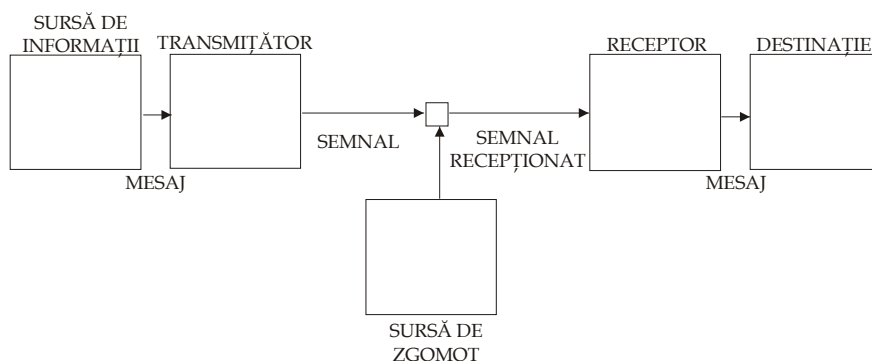 SURSĂ DE
INFORMAȚII
TRANSMIȚĂTOR
RECEPTOR
DESTINAȚIE
SEMNAL
SEMNAL
RECEPȚIONAT
MESAJ
MESAJ
SURSĂ DE
ZGOMOT